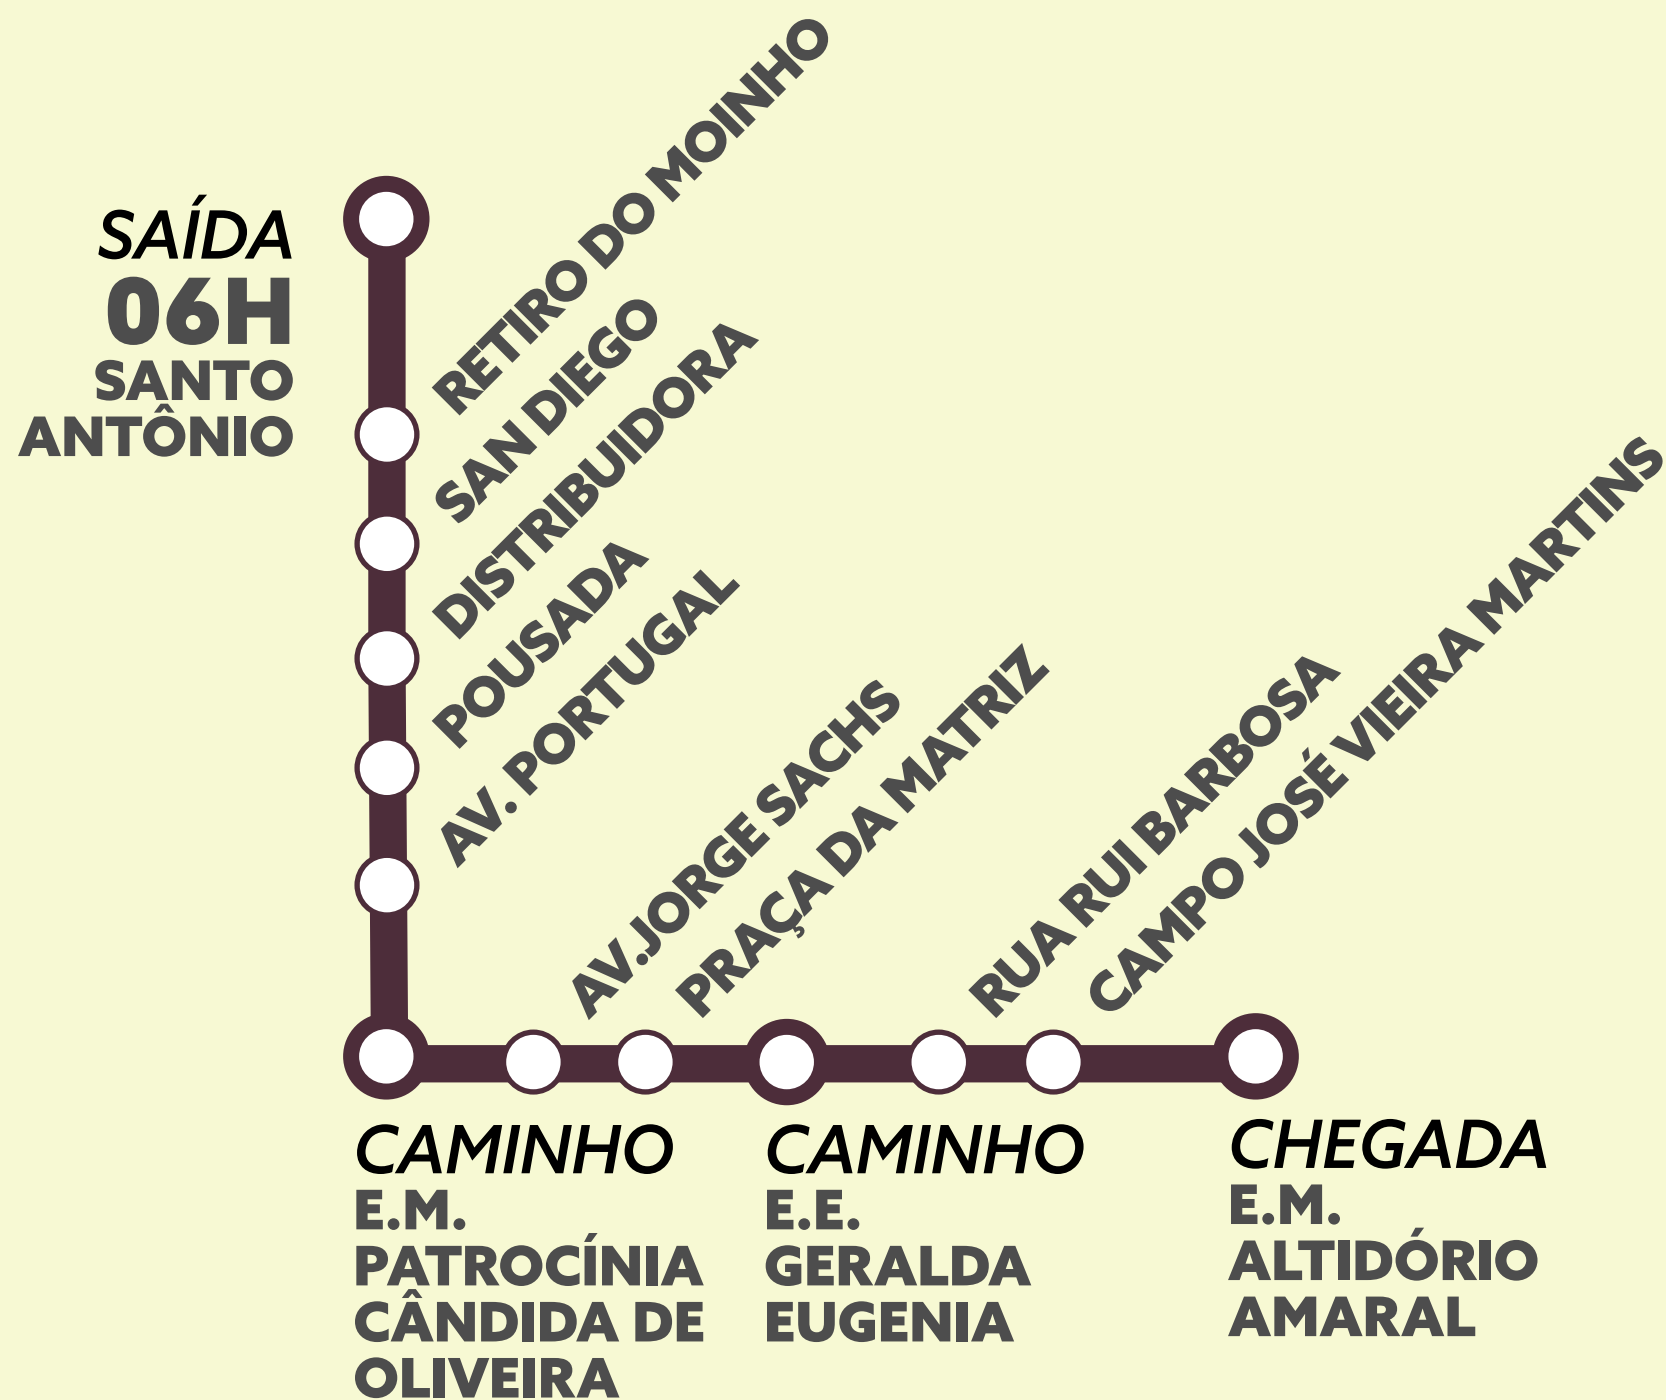 SAÍDA
06H
SANTO
ANTÔNIO
RETIRO DO MOINHO
SAN DIEGO
DISTRIBUIDORA
POUSADA
AV. PORTUGAL
AV.JORGE SACHS
PRAÇA DA MATRIZ
RUA RUI BARBOSA
CAMPO JOSÉ VIEIRA MARTINS
CAMINHO
E.M.
PATROCÍNIA
CÂNDIDA DE
OLIVEIRA
CAMINHO
E.E.
GERALDA
EUGENIA
CHEGADA
E.M.
ALTIDÓRIO
AMARAL